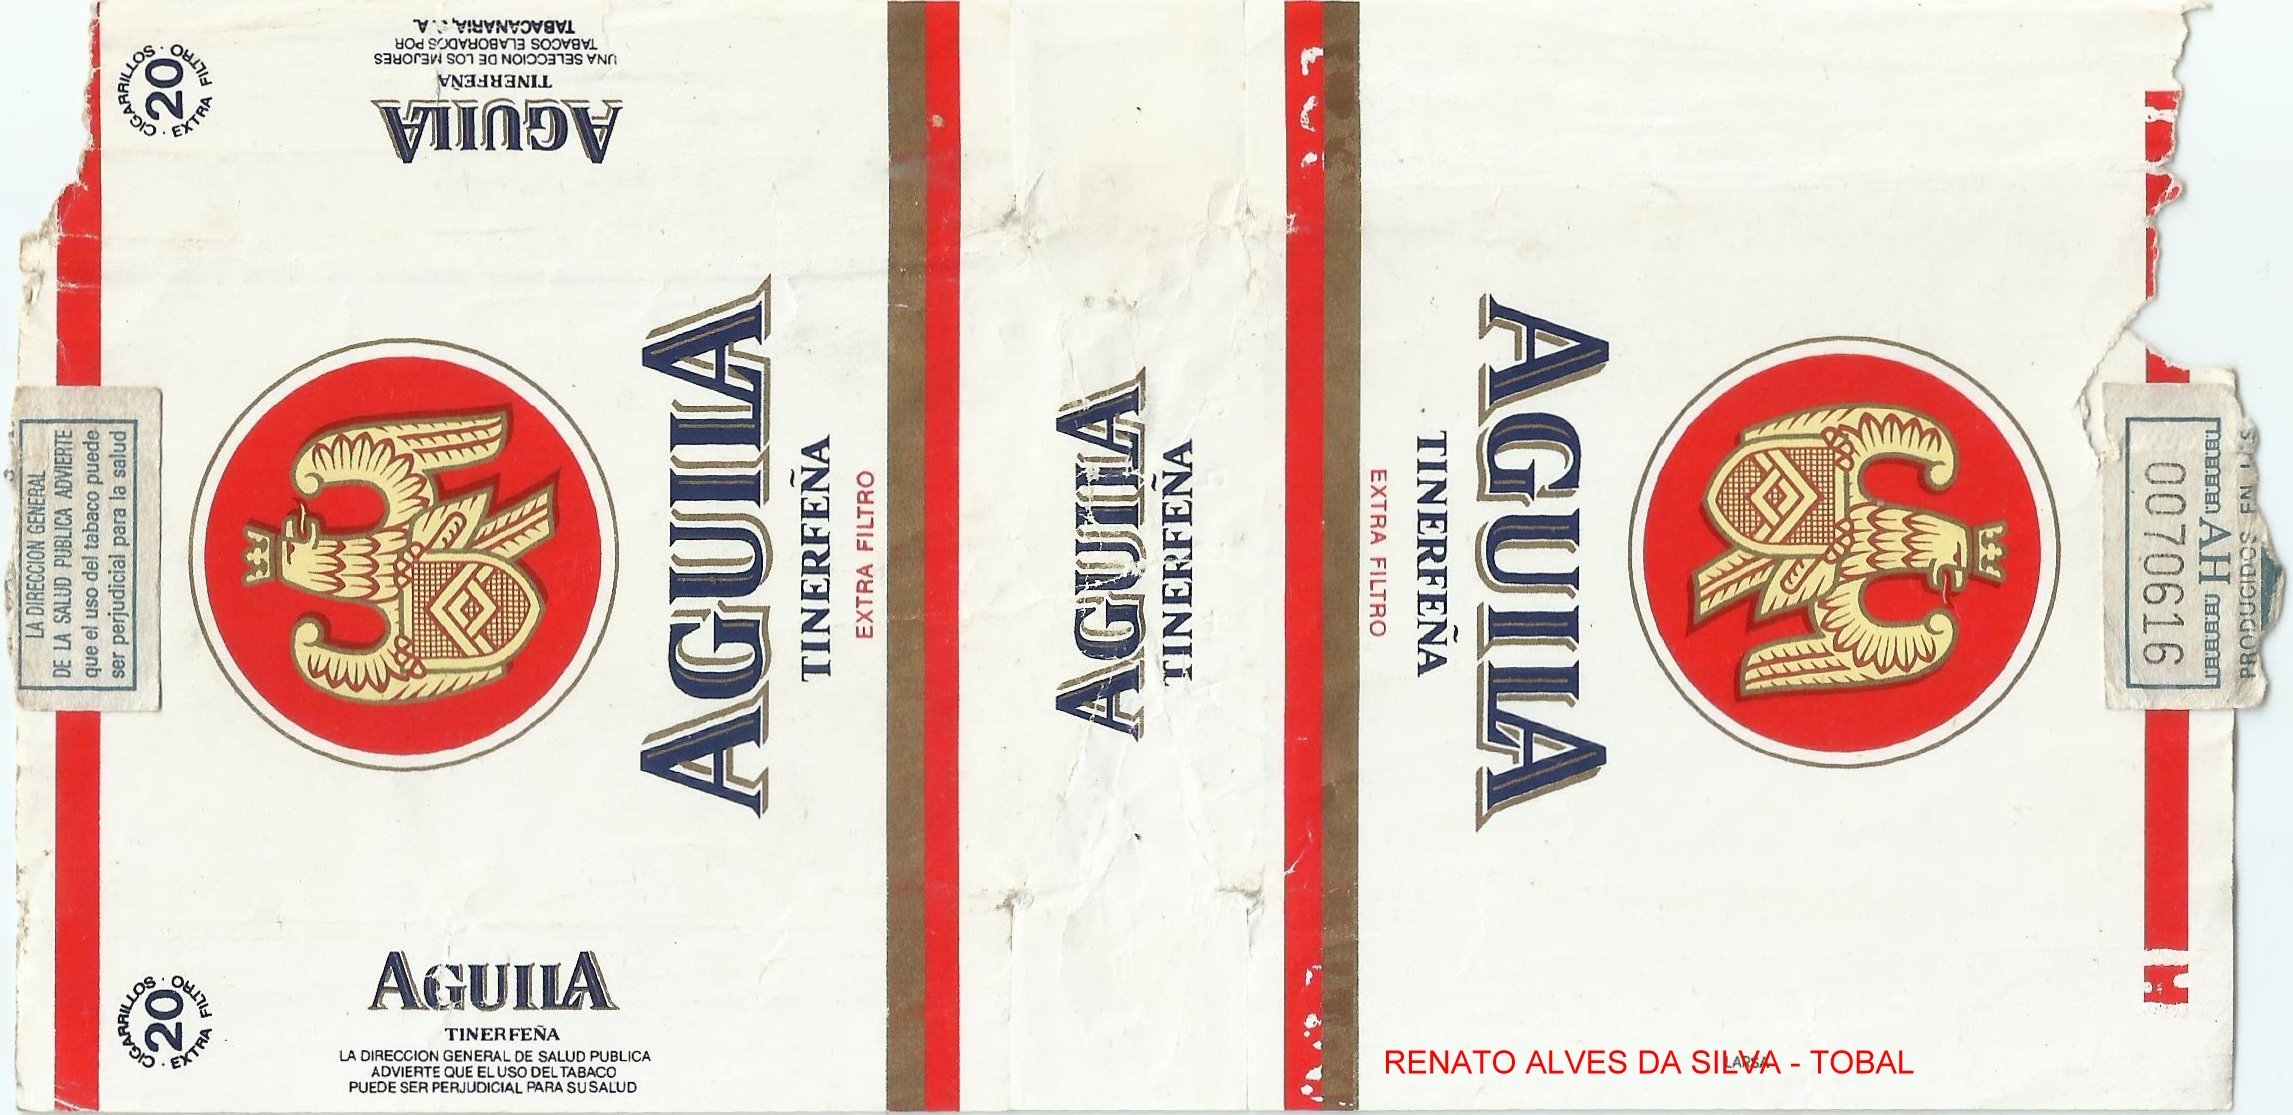 CIGARRILLOS · EXTRA FILTRO ·
20
AGUILA
TINERFEÑA
UNA SELECCION DE LOS MEJORES
TABACOS ELABORADOS POR
TABACANARIA, S.A.
LA DIRECCION GENERAL
DE LA SALUD PUBLICA ADVIERTE
que el uso del tabaco puede
ser perjudicial para la salud
AGUILA
TINERFEÑA
EXTRA FILTRO
AGUILA
TINERFEÑA
AGUILA
TINERFEÑA
EXTRA FILTRO
AH
0070616
PRODUCIDOS EN
CIGARRILLOS · EXTRA FILTRO ·
20
AGUILA
TINERFEÑA
LA DIRECCION GENERAL DE SALUD PUBLICA
ADVIERTE QUE EL USO DEL TABACO
PUEDE SER PERJUDICIAL PARA SU SALUD
RENATO ALVES DA SILVA - TOBAL